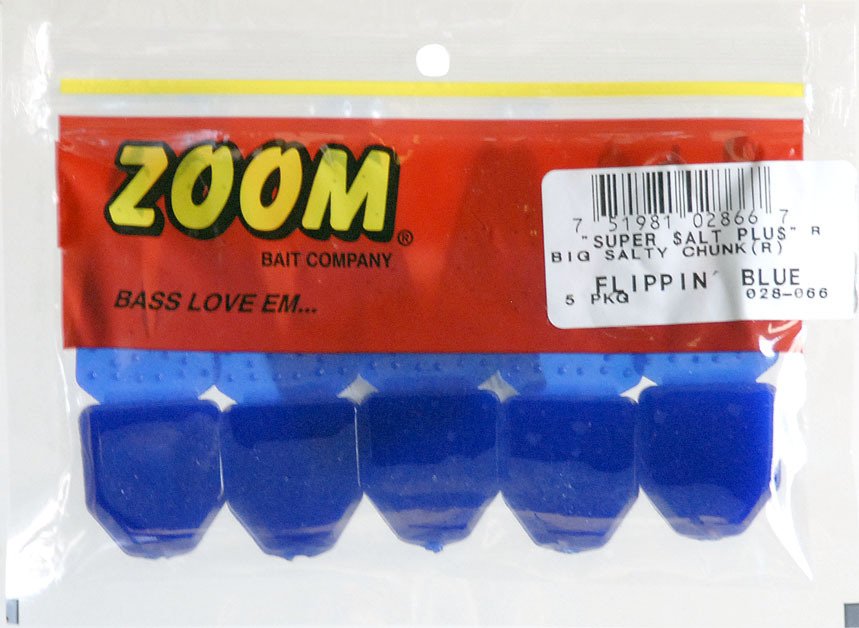 ZOOM®
BAIT COMPANY
BASS LOVE EM...
7 51981 02866 7
"SUPER $ALT PLU$" R
BIG SALTY CHUNK(R)
FLIPPIN' BLUE
5 PKG 028-066